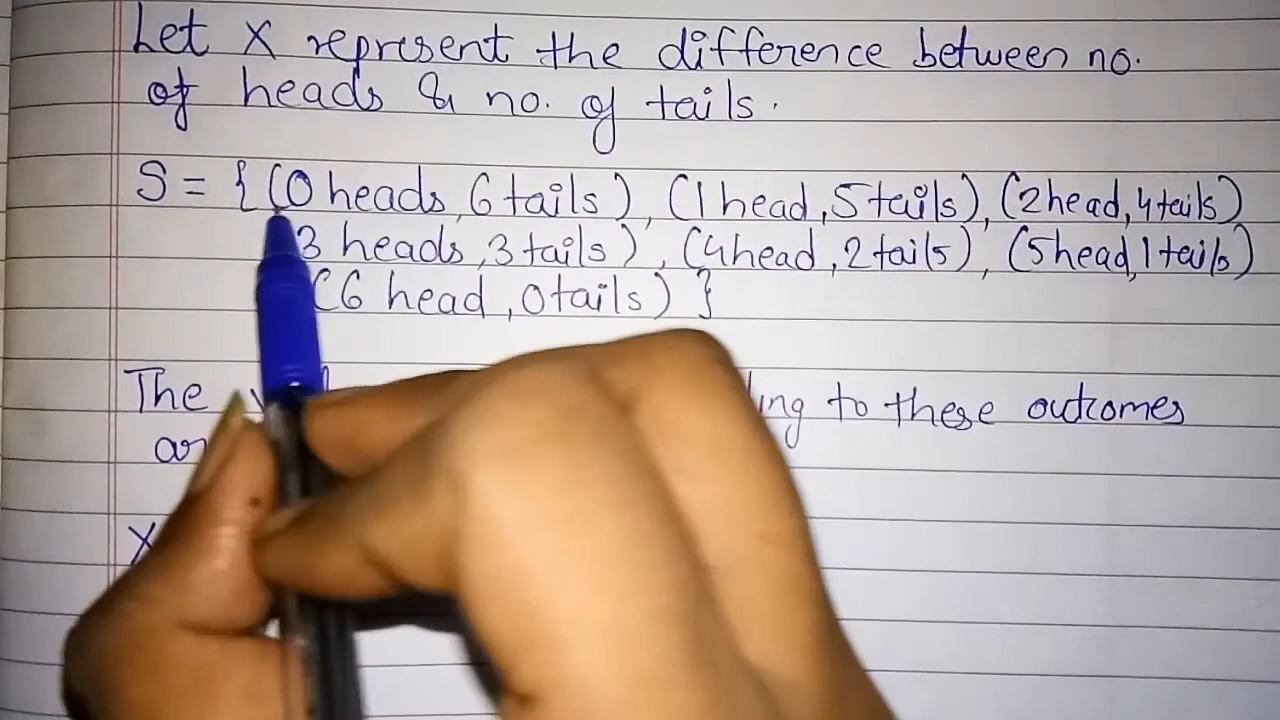 Let X represent the difference between no.
of heads & no. of tails.
S = { (0 heads, 6 tails), (1 head, 5 tails), (2 head, 4 tails)
3 heads, 3 tails), (4 head, 2 tails), (5 head, 1 tails)
(6 head, 0 tails) }
The to these outcomes
X